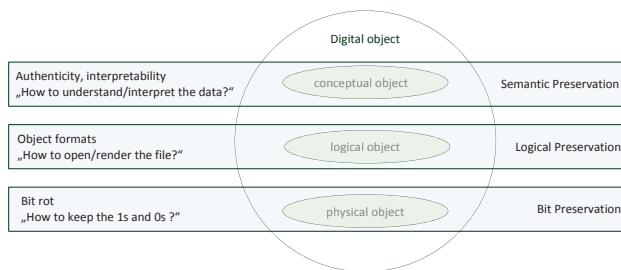 Digital object
Authenticity, interpretability
„How to understand/interpret the data?“
conceptual object
Semantic Preservation
Object formats
„How to open/render the file?“
logical object
Logical Preservation
Bit rot
„How to keep the 1s and 0s ?“
physical object
Bit Preservation